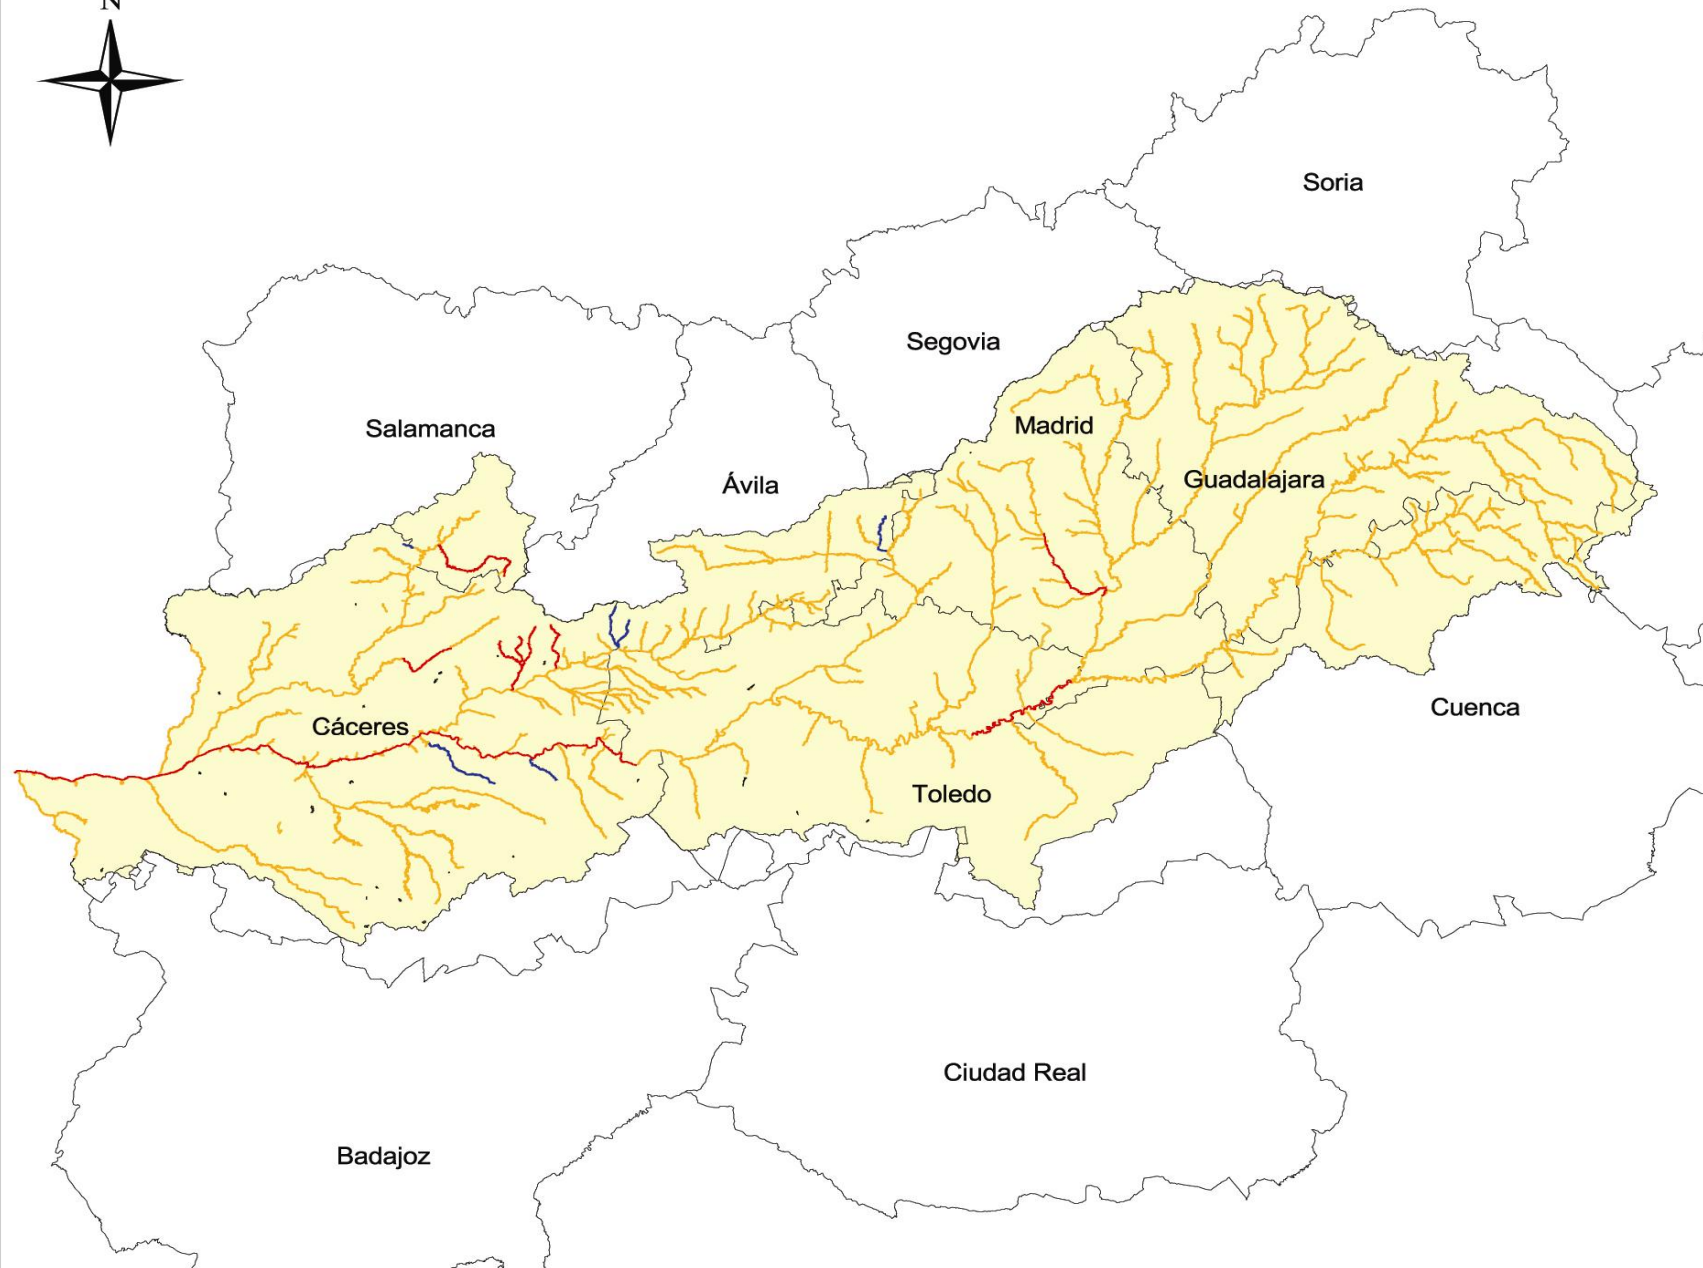 N
Soria
Segovia
Madrid
Salamanca
Guadalajara
Ávila
Cuenca
Cáceres
Toledo
Ciudad Real
Badajoz